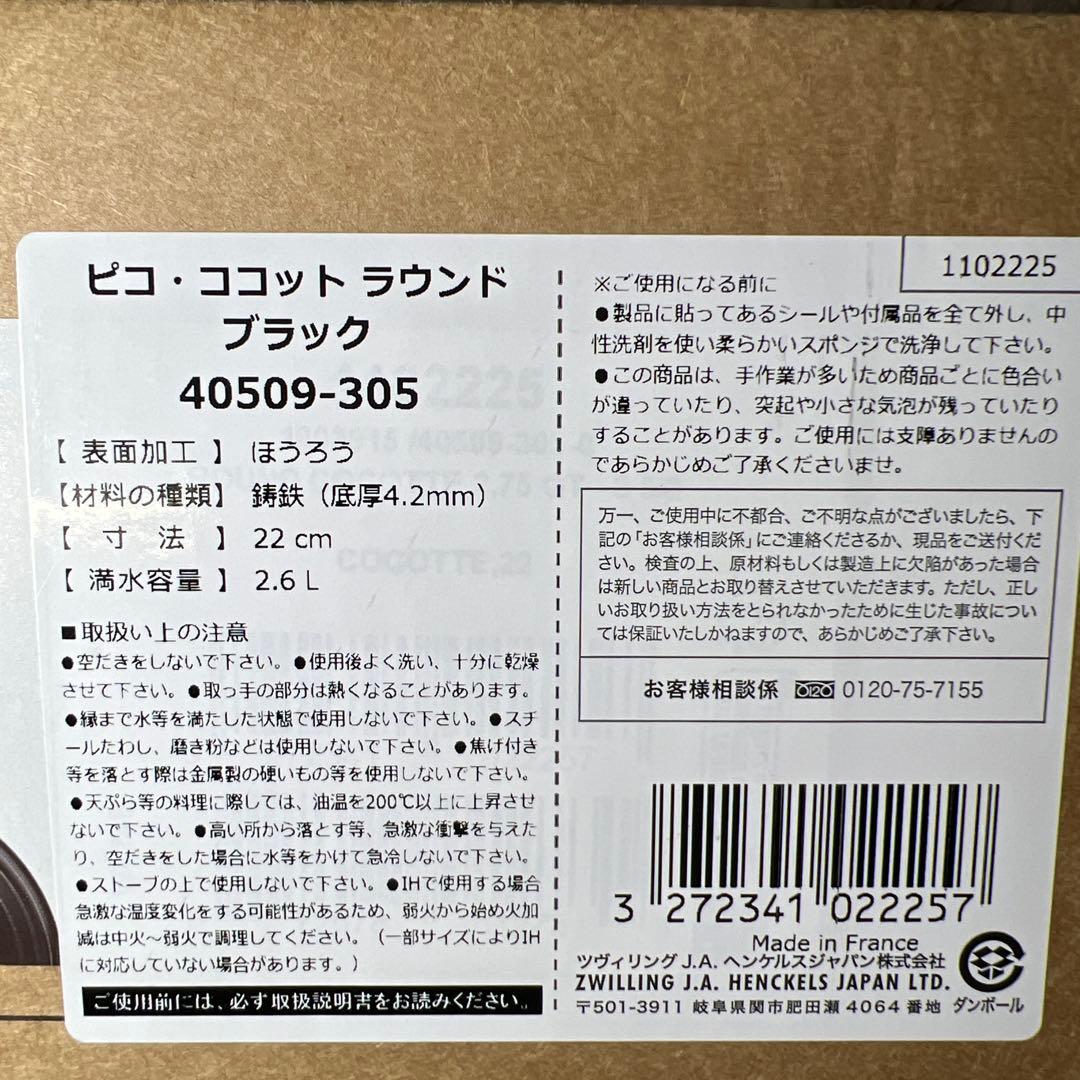 ピコ・ココット ラウンド
ブラック
40509-305
【 表面加工 】 ほうろう
【材料の種類】 鋳鉄（底厚4.2mm）
【 寸 法 】 22 cm
【 満水容量 】 2.6 L
■取扱い上の注意
●空だきをしないで下さい。●使用後よく洗い、十分に乾燥
させて下さい。●取っ手の部分は熱くなることがあります。
●縁まで水等を満たした状態で使用しないで下さい。●スチ
ールたわし、磨き粉などは使用しないで下さい。●焦げ付き
等を落とす際は金属製の硬いもの等を使用しないで下さい。
●天ぷら等の料理に際しては、油温を200℃以上に上昇させ
ないで下さい。●高い所から落とす等、急激な衝撃を与えた
り、空だきをした場合に水等をかけて急冷しないで下さい。
●ストーブの上で使用しないで下さい。●IHで使用する場合
急激な温度変化をする可能性があるため、弱火から始め火加
減は中火～弱火で調理してください。（一部サイズによりIH
に対応していない場合があります。）
ご使用前には、必ず取扱説明書をお読みください。
1102225
※ご使用になる前に
●製品に貼ってあるシールや付属品を全て外し、中
性洗剤を使い柔らかいスポンジで洗浄して下さい。
●この商品は、手作業が多いため商品ごとに色合い
が違っていたり、突起や小さな気泡が残っていたり
することがあります。ご使用には支障ありませんの
であらかじめご了承くださいませ。
万一、ご使用中に不都合、ご不明な点がございましたら、下
記の「お客様相談係」にご連絡くださるか、現品をご送付くだ
さい。検査の上、原材料もしくは製造上に欠陥があった場合
は新しい商品とお取り替えさせていただきます。ただし、正し
いお取り扱い方法をとられなかったために生じた事故につい
ては保証いたしかねますので、あらかじめご了承下さい。
お客様相談係 0120-75-7155
3 272341 022257
Made in France
ツヴィリング J.A. ヘンケルスジャパン株式会社
ZWILLING J.A. HENCKELS JAPAN LTD.
〒501-3911 岐阜県関市肥田瀬 4064 番地
ダンボール